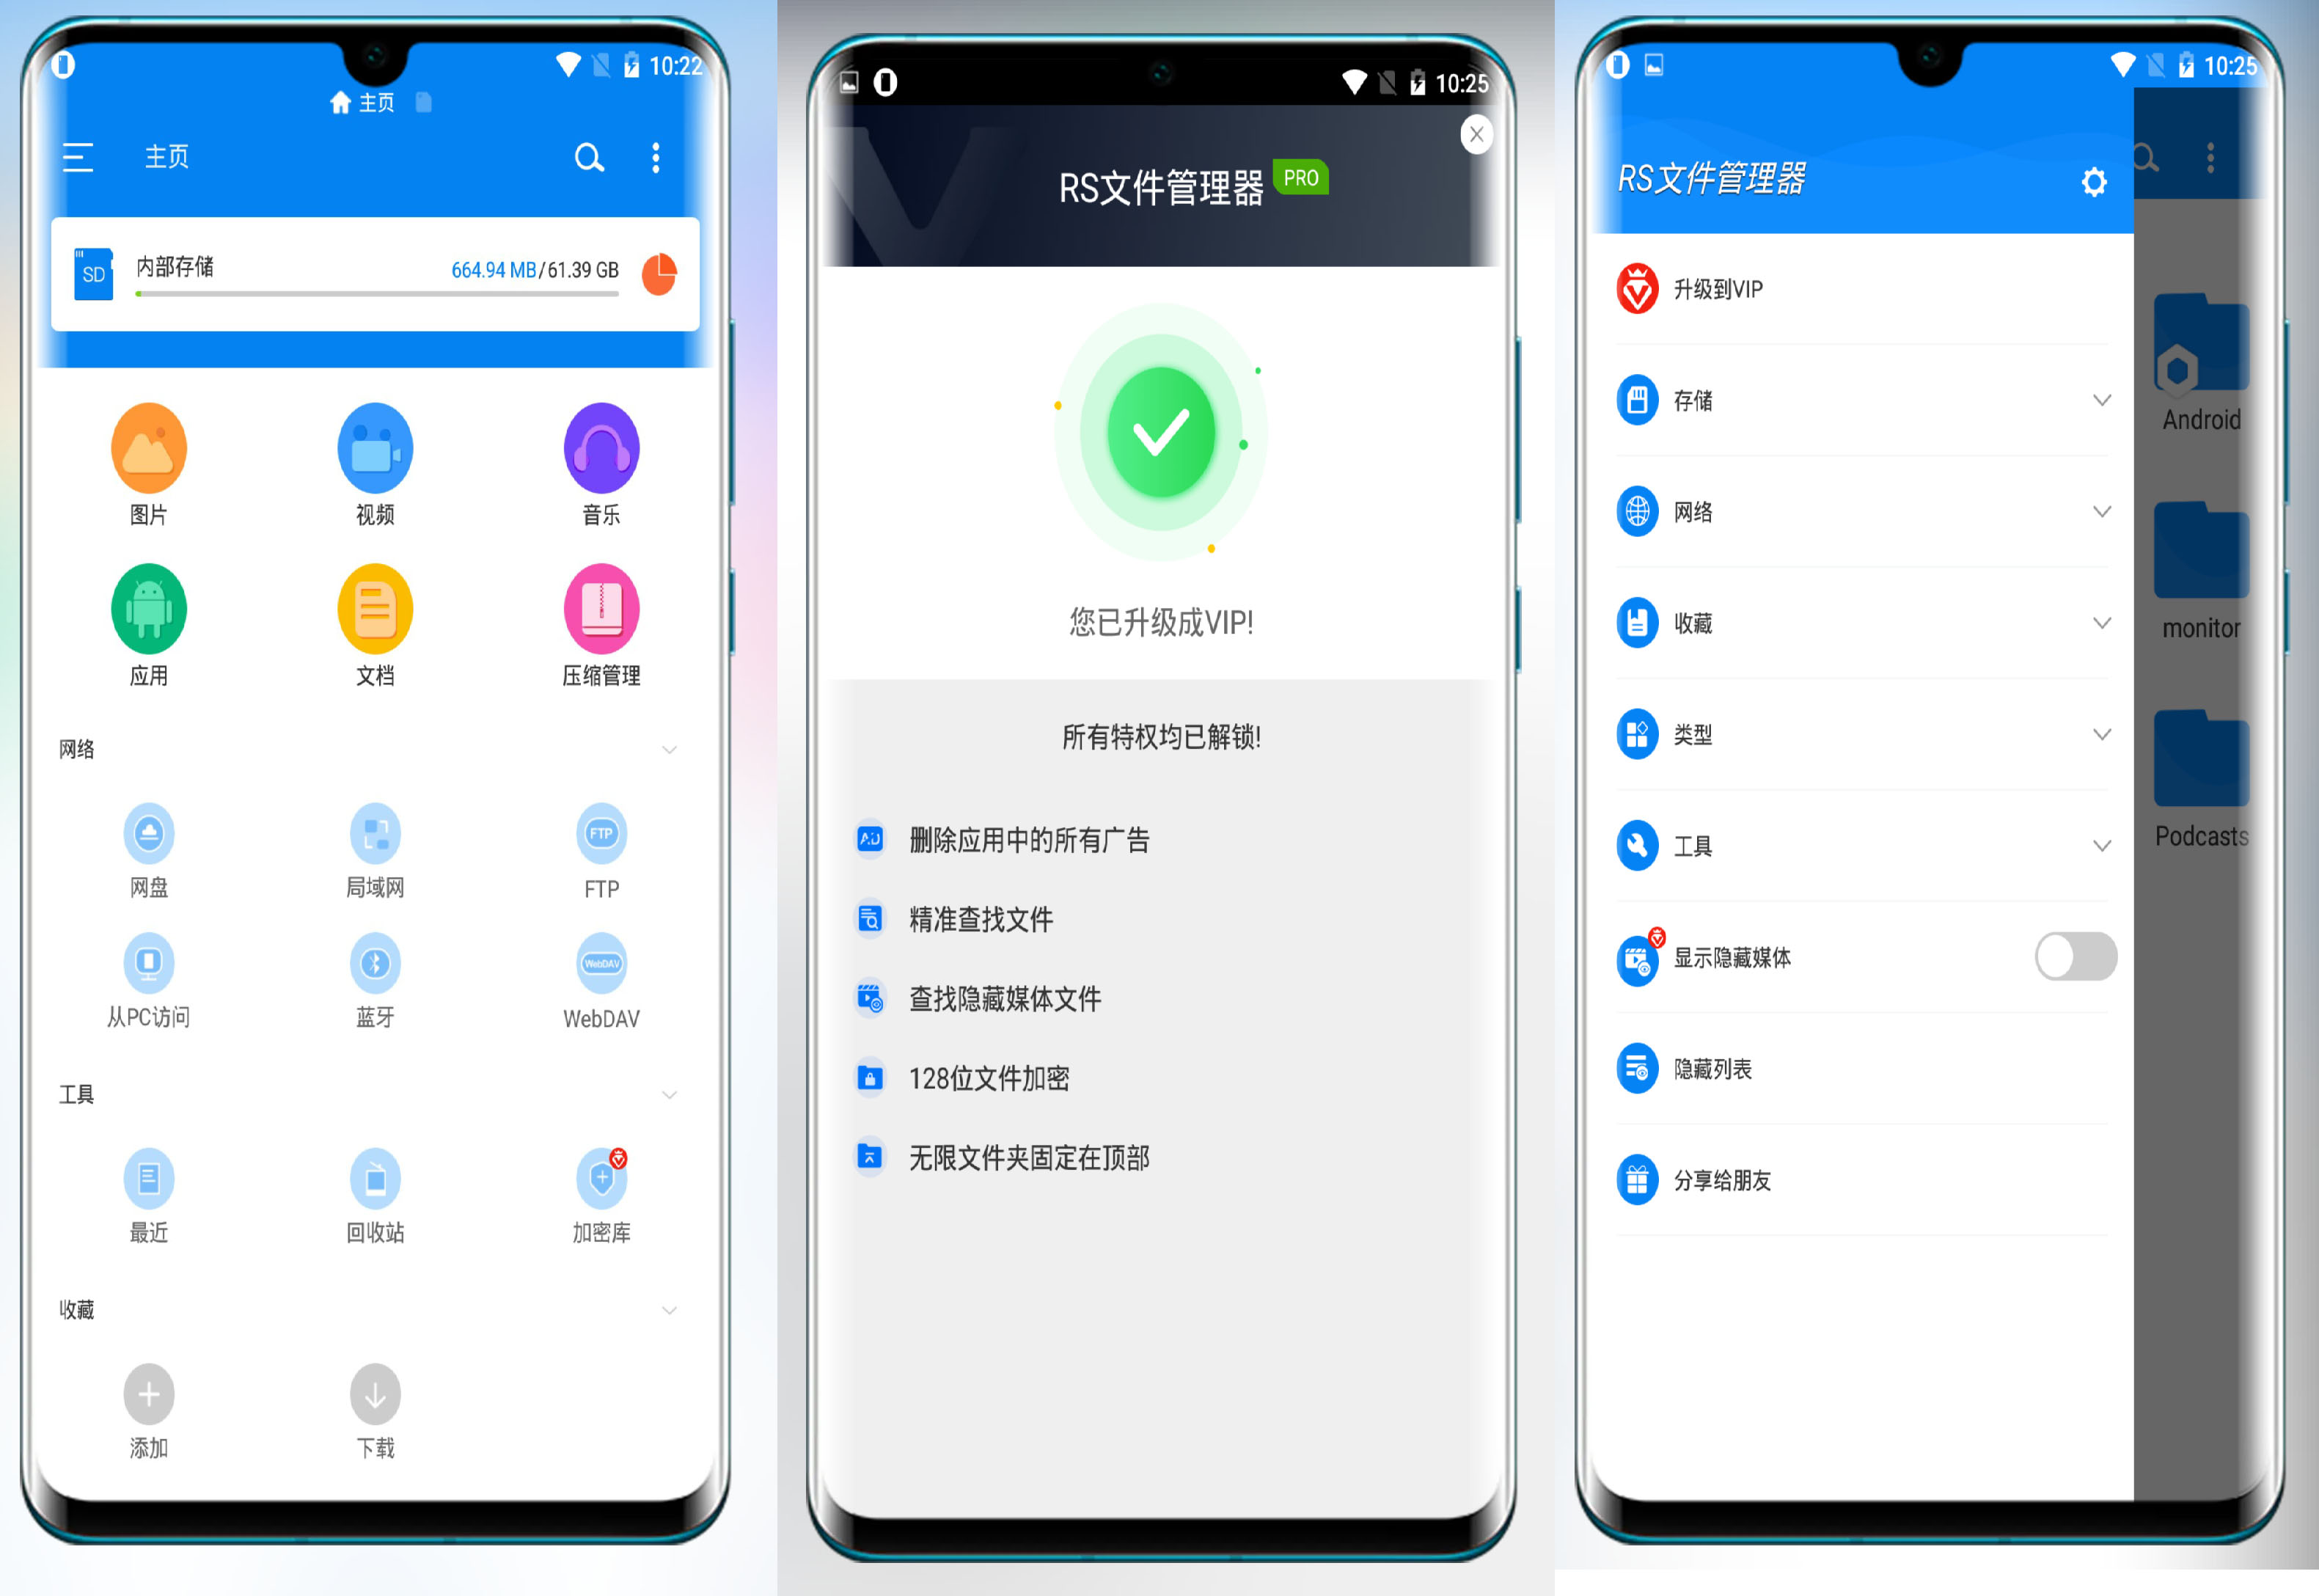 10:22
主页
主页
SD
内部存储
664.94 MB/61.39 GB
图片
视频
音乐
应用
文档
压缩管理
网络
网盘
局域网
FTP
FTP
从PC访问
蓝牙
WebDAV
WebDAV
工具
最近
回收站
加密库
收藏
添加
下载
10:25
RS文件管理器 PRO
您已升级成VIP!
所有特权均已解锁!
AD
删除应用中的所有广告
精准查找文件
查找隐藏媒体文件
128位文件加密
无限文件夹固定在顶部
10:25
RS文件管理器
升级到VIP
存储
网络
收藏
类型
工具
显示隐藏媒体
隐藏列表
分享给朋友
Android
monitor
Podcasts